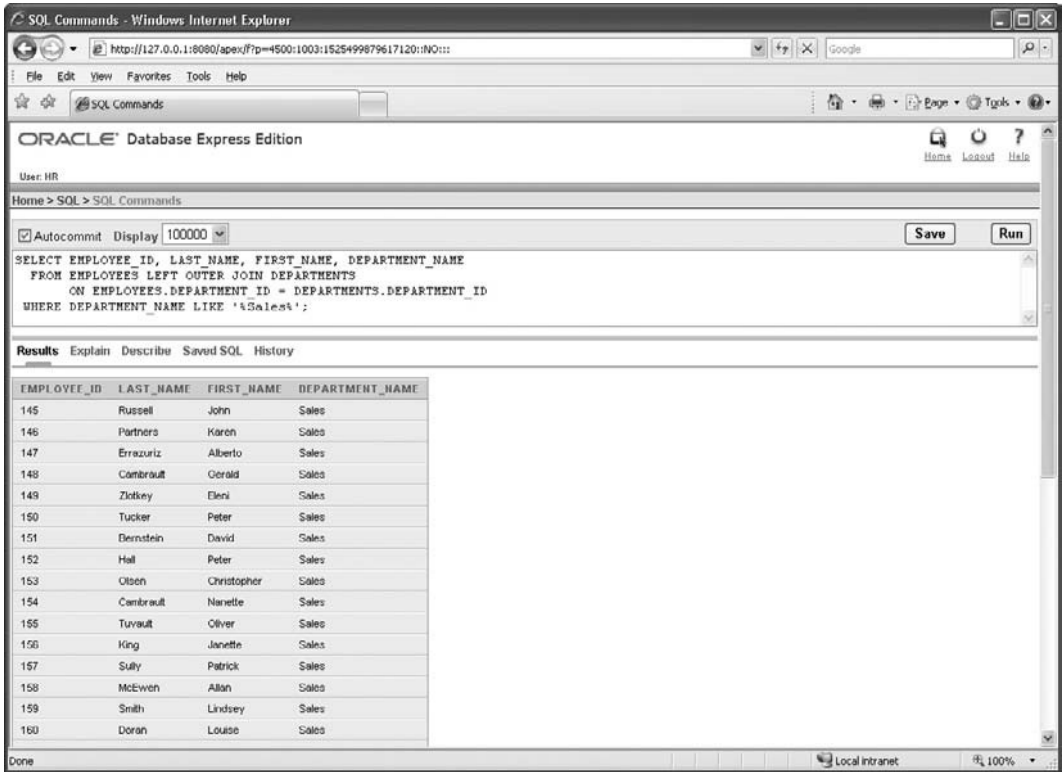 SQL Commands - Windows Internet Explorer
http://127.0.0.1:8080/apex/f?p=4500:1003:1525499879617120::NO:::
Google
File Edit View Favorites Tools Help
SQL Commands
Page Tools
ORACLE Database Express Edition
Home Logout Help
User: HR
Home > SQL > SQL Commands
Autocommit Display 100000
Save Run
SELECT EMPLOYEE_ID, LAST_NAME, FIRST_NAME, DEPARTMENT_NAME
FROM EMPLOYEES LEFT OUTER JOIN DEPARTMENTS
ON EMPLOYEES.DEPARTMENT_ID = DEPARTMENTS.DEPARTMENT_ID
WHERE DEPARTMENT_NAME LIKE '%Sales%';
Results Explain Describe Saved SQL History
EMPLOYEE_ID LAST_NAME FIRST_NAME DEPARTMENT_NAME
145 Russell John Sales
146 Partners Karen Sales
147 Errazuriz Alberto Sales
148 Cambrault Gerald Sales
149 Zlotkey Eleni Sales
150 Tucker Peter Sales
151 Bernstein David Sales
152 Hall Peter Sales
153 Olsen Christopher Sales
154 Cambrault Nanette Sales
155 Tuvault Oliver Sales
156 King Janette Sales
157 Sully Patrick Sales
158 McEwen Allan Sales
159 Smith Lindsey Sales
160 Doran Louise Sales
Done
Local intranet
100%